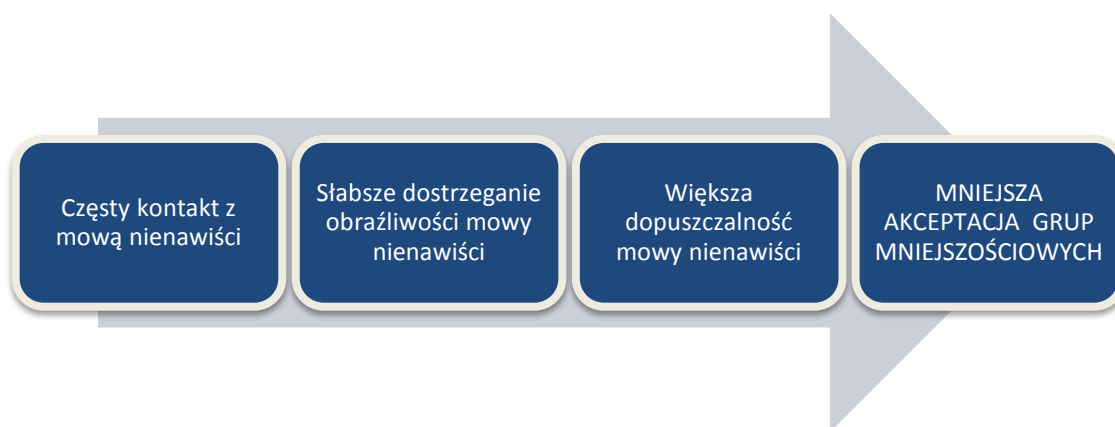 Częsty kontakt z
mową nienawiści
Słabsze dostrzeganie
obraźliwości mowy
nienawiści
Większa
dopuszczalność
mowy nienawiści
MNIEJSZA
AKCEPTACJA GRUP
MNIEJSZOŚCIOWYCH